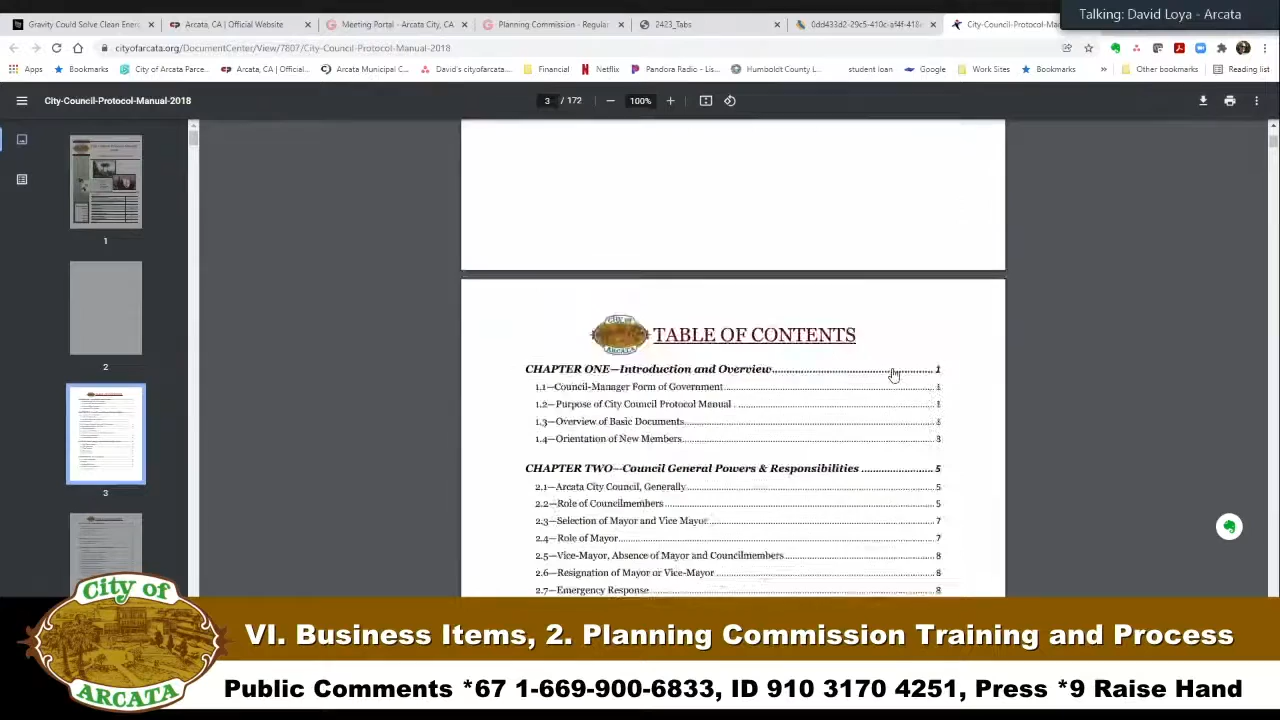 Talking: David Loya - Arcata
Gravity Could Solve Clean Energ
Arcata, CA | Official Website
Meeting Portal - Arcata City, CA
Planning Commission - Regular
2423_Tabs
0dd433d2-29c5-410c-af4f-418
City-Council-Protocol-Ma
cityofarcata.org/DocumentCenter/View/7807/City-Council-Protocol-Manual-2018
Apps
Bookmarks
City of Arcata Parce...
Arcata, CA | Official...
Arcata Municipal C...
David's cityofarcata....
Financial
Netflix
Pandora Radio - Lis...
Humboldt County L...
student loan
Google
Work Sites
Bookmarks
»
Other bookmarks
Reading list
City-Council-Protocol-Manual-2018
3 / 172
100%
1
2
3
CITY OF ARCATA
TABLE OF CONTENTS
CHAPTER ONE—Introduction and Overview 1
1.1—Council-Manager Form of Government 1
1.2—Purpose of City Council Protocol Manual 1
1.3—Overview of Basic Documents
1.4—Orientation of New Members
CHAPTER TWO—Council General Powers & Responsibilities 5
2.1—Arcata City Council, Generally 5
2.2—Role of Councilmembers 5
2.3—Selection of Mayor and Vice Mayor 7
2.4—Role of Mayor 7
2.5—Vice-Mayor, Absence of Mayor and Councilmembers 8
2.6—Resignation of Mayor or Vice-Mayor 8
2.7—Emergency Response 8
City of
ARCATA
VI. Business Items, 2. Planning Commission Training and Process
Public Comments *67 1-669-900-6833, ID 910 3170 4251, Press *9 Raise Hand